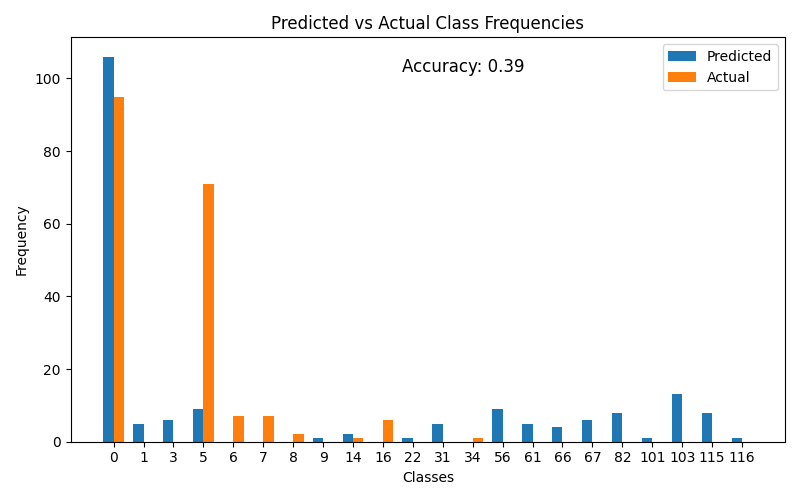 Predicted vs Actual Class Frequencies
Accuracy: 0.39
Predicted
Actual
100
80
60
40
20
0
Frequency
0 1 3 5 6 7 8 9 14 16 22 31 34 56 61 66 67 82 101 103 115 116
Classes